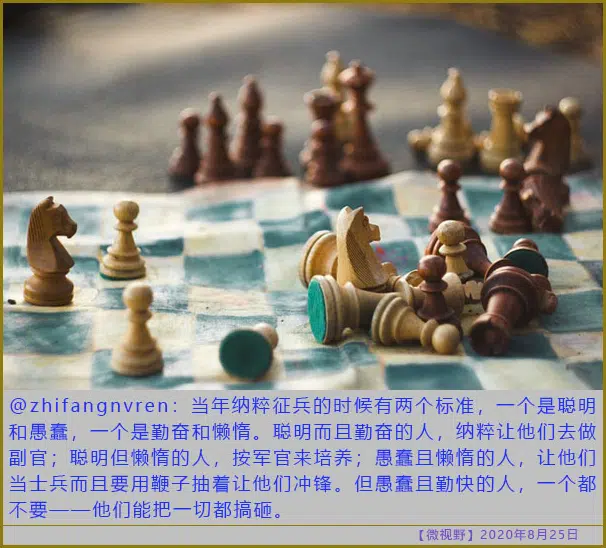 @zhifangnvren：当年纳粹征兵的时候有两个标准，一个是聪明
和愚蠢，一个是勤奋和懒惰。聪明而且勤奋的人，纳粹让他们去做
副官；聪明但懒惰的人，按军官来培养；愚蠢且懒惰的人，让他们
当士兵而且要用鞭子抽着让他们冲锋。但愚蠢且勤快的人，一个都
不要——他们能把一切都搞砸。
【微视野】2020年8月25日